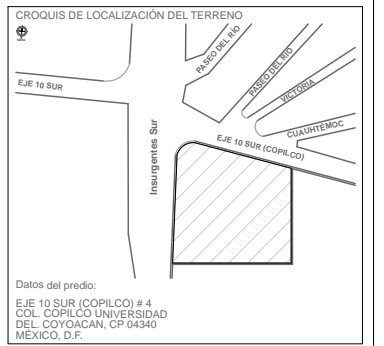 CROQUIS DE LOCALIZACIÓN DEL TERRENO
PASEO DEL RÍO
PASEO DEL RÍO
EJE 10 SUR
VICTORIA
CUAUHTÉMOC
EJE 10 SUR (COPILCO)
Insurgentes Sur
Datos del predio:
EJE 10 SUR (COPILCO) # 4
COL. COPILCO UNIVERSIDAD
DEL. COYOACAN, CP 04340
MÉXICO, D.F.